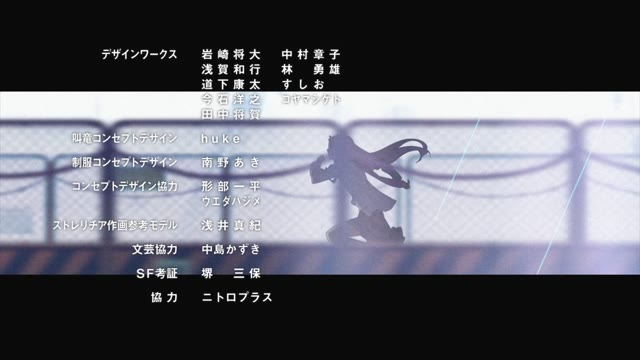 デザインワークス 岩崎将大 中村章子
浅賀和行 林 勇雄
道下康太 すしお
今石洋之 コヤマシゲト
田中将賀
叫竜コンセプトデザイン huke
制服コンセプトデザイン 南野あき
コンセプトデザイン協力 形部一平
ウエダハジメ
ストレリチア作画参考モデル 浅井真紀
文芸協力 中島かずき
SF考証 堺 三保
協力 ニトロプラス